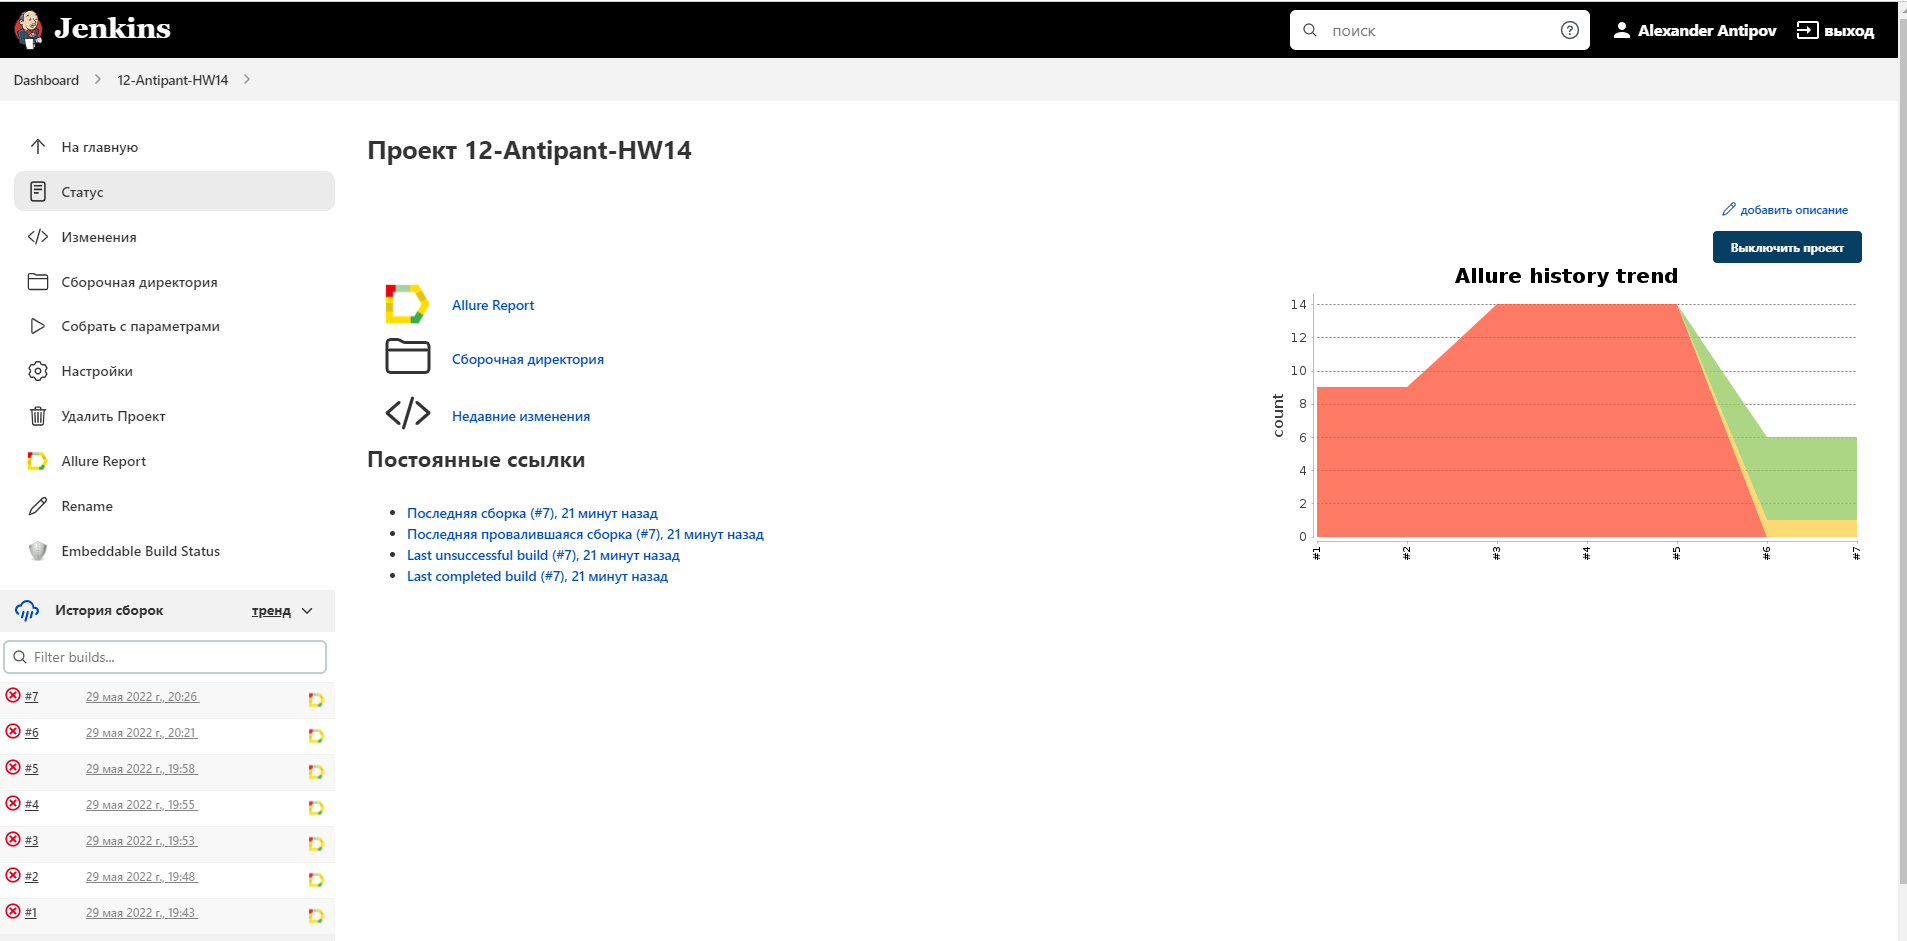 Jenkins
поиск
Alexander Antipov
выход
Dashboard
12-Antipant-HW14
На главную
Статус
Изменения
Сборочная директория
Собрать с параметрами
Настройки
Удалить Проект
Allure Report
Rename
Embeddable Build Status
История сборок
тренд
Filter builds...
#7 29 мая 2022 г., 20:26
#6 29 мая 2022 г., 20:21
#5 29 мая 2022 г., 19:58
#4 29 мая 2022 г., 19:55
#3 29 мая 2022 г., 19:53
#2 29 мая 2022 г., 19:48
#1 29 мая 2022 г., 19:43
Проект 12-Antipant-HW14
добавить описание
Выключить проект
Allure Report
Сборочная директория
Недавние изменения
Постоянные ссылки
Последняя сборка (#7), 21 минут назад
Последняя провалившаяся сборка (#7), 21 минут назад
Last unsuccessful build (#7), 21 минут назад
Last completed build (#7), 21 минут назад
Allure history trend
count
14
12
10
8
6
4
2
0
#1 #2 #3 #4 #5 #6 #7